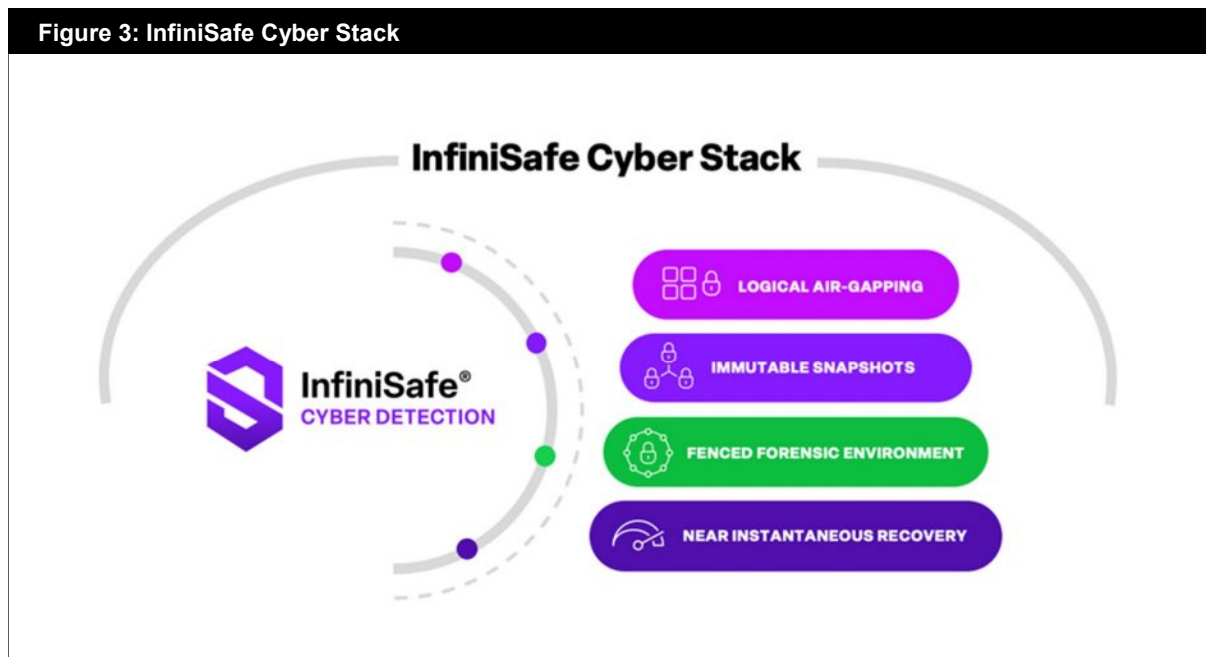 Figure 3: InfiniSafe Cyber Stack
InfiniSafe Cyber Stack
InfiniSafe®
CYBER DETECTION
LOGICAL AIR-GAPPING
IMMUTABLE SNAPSHOTS
FENCED FORENSIC ENVIRONMENT
NEAR INSTANTANEOUS RECOVERY